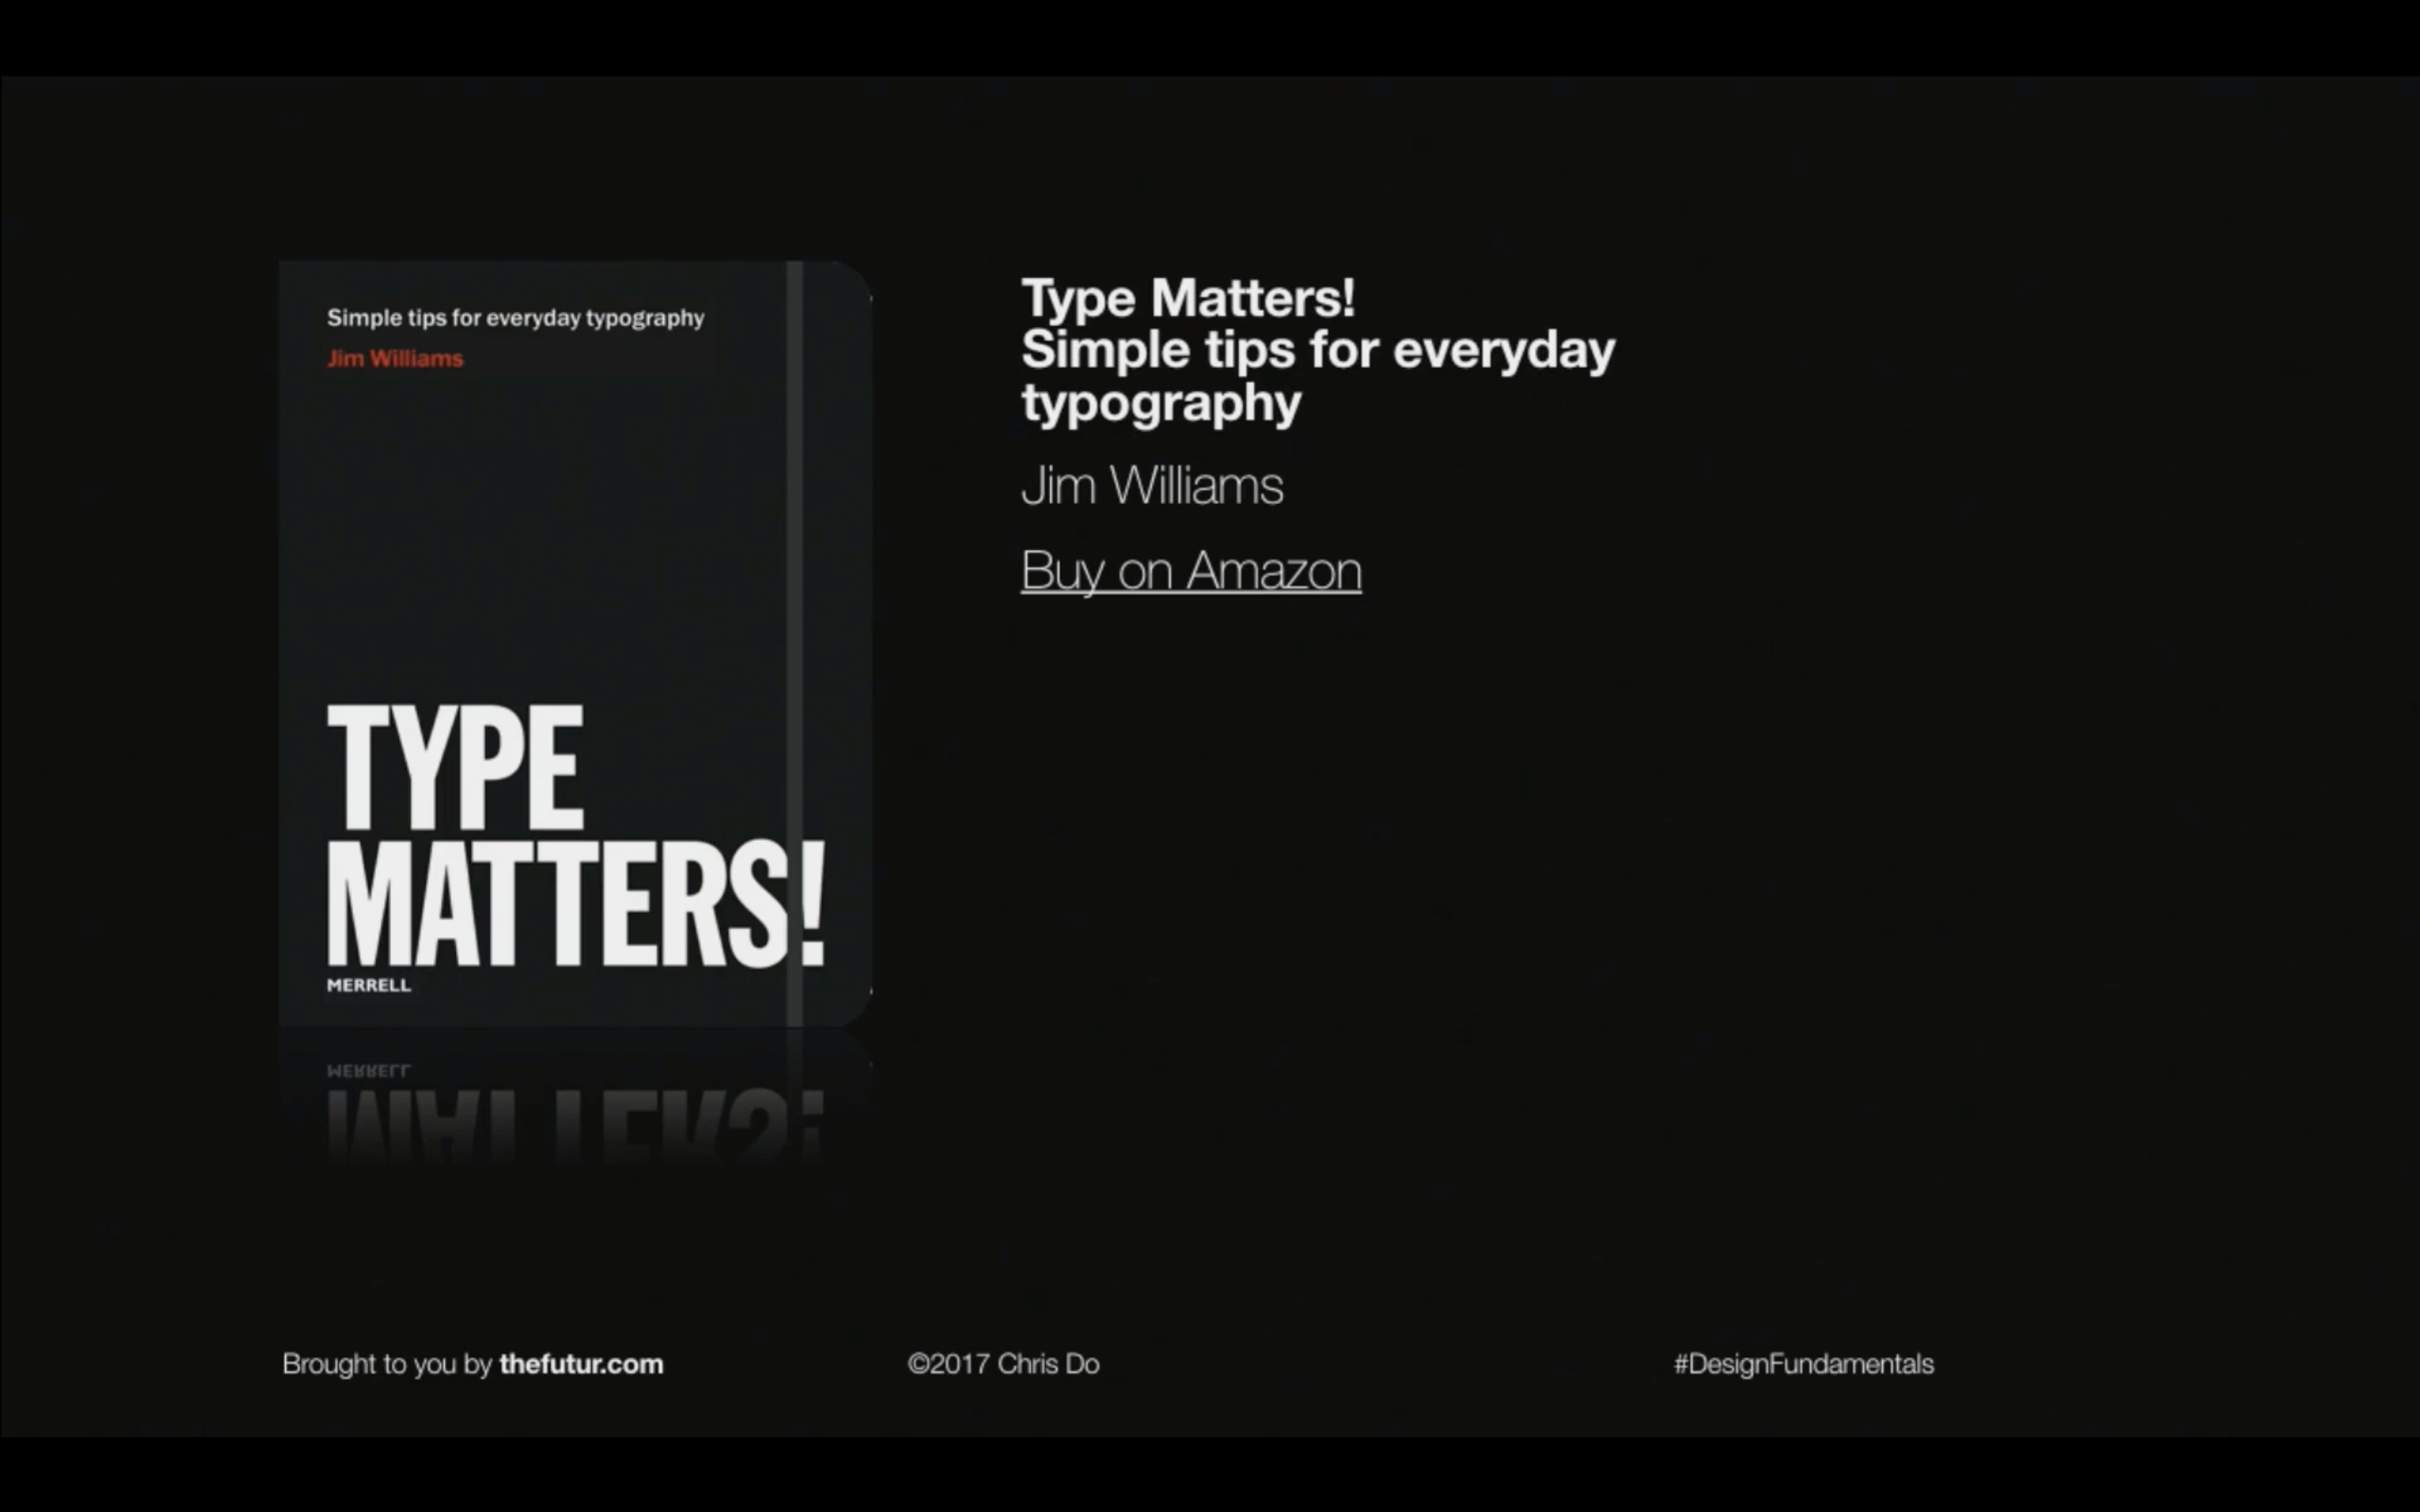 Simple tips for everyday typography
Jim Williams
TYPE
MATTERS!
MERRELL
Type Matters!
Simple tips for everyday
typography
Jim Williams
Buy on Amazon
Brought to you by thefutur.com
©2017 Chris Do
#DesignFundamentals